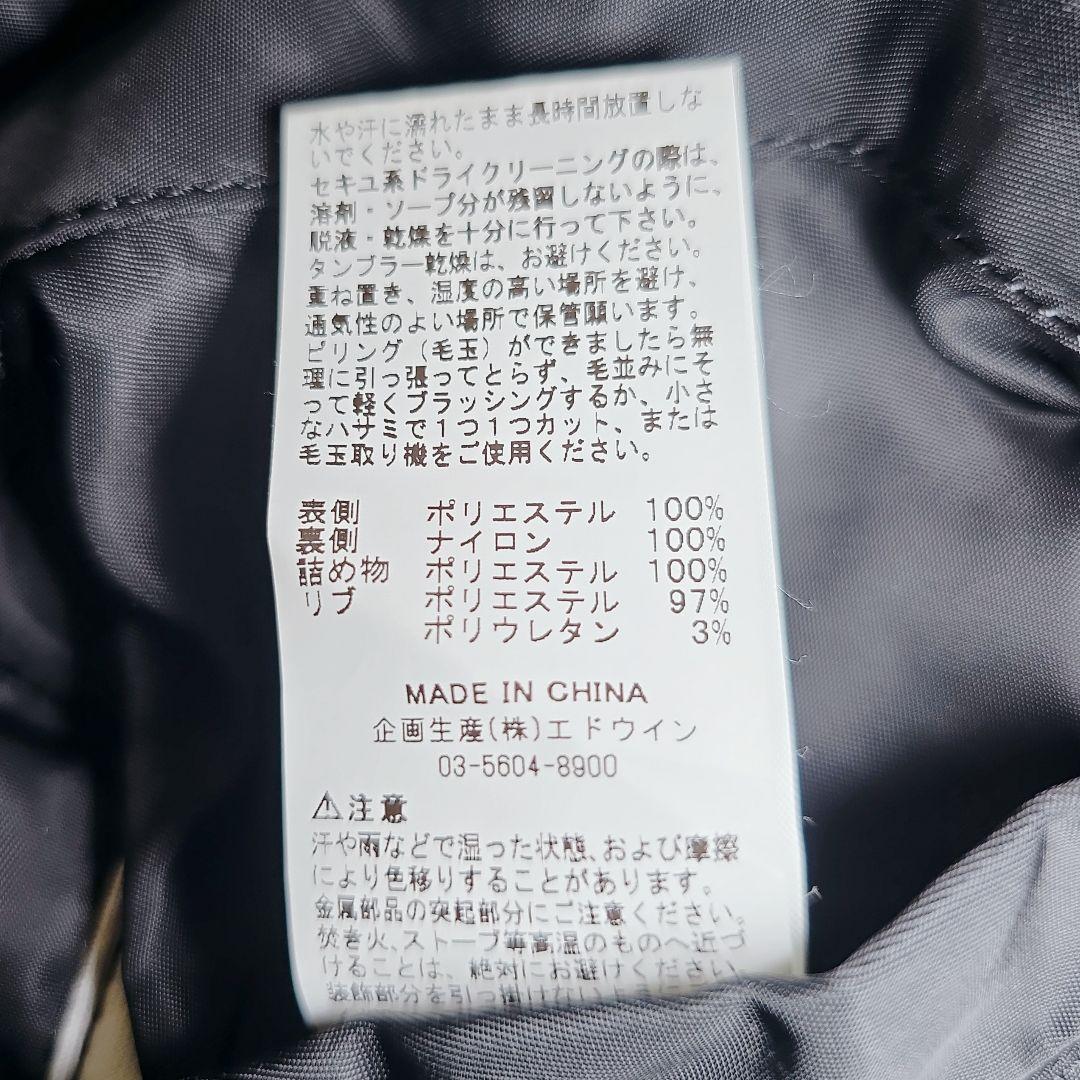 水や汗に濡れたまま長時間放置しな
いでください。
セキユ系ドライクリーニングの際は、
溶剤・ソープ分が残留しないように、
脱液・乾燥を十分に行って下さい。
タンブラー乾燥は、お避けください。
重ね置き、湿度の高い場所を避け、
通気性のよい場所で保管願います。
ピリング（毛玉）ができましたら無
理に引っ張ってとらず、毛並みにそ
って軽くブラッシングするか、小さ
なハサミで1つ1つカット、または
毛玉取り機をご使用ください。
表側 ポリエステル 100%
裏側 ナイロン 100%
詰め物 ポリエステル 100%
リブ ポリエステル 97%
ポリウレタン 3%
MADE IN CHINA
企画生産(株)エドウイン
03-5604-8900
⚠注意
汗や雨などで湿った状態、および摩擦
により色移りすることがあります。
金属部品の突起部分にご注意ください。
焚き火、ストーブ等高温のものへ近づ
けることは、絶対にお避けください。
装飾部分を引っ掛けないように